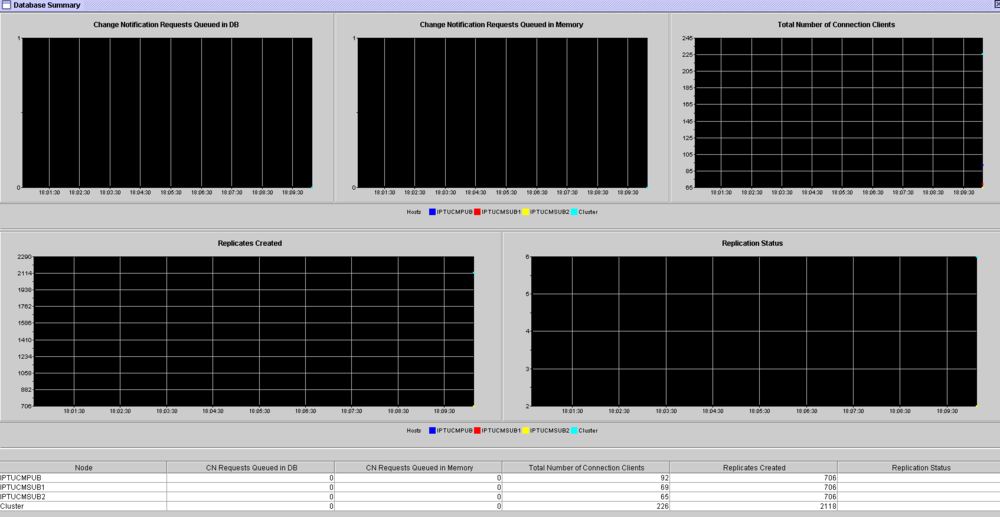 Database Summary
Change Notification Requests Queued in DB
1
0
18:01:30 18:02:30 18:03:30 18:04:30 18:05:30 18:06:30 18:07:30 18:08:30 18:09:30
Change Notification Requests Queued in Memory
1
0
18:01:30 18:02:30 18:03:30 18:04:30 18:05:30 18:06:30 18:07:30 18:08:30 18:09:30
Total Number of Connection Clients
245
225
205
185
165
145
125
105
85
65
18:01:30 18:02:30 18:03:30 18:04:30 18:05:30 18:06:30 18:07:30 18:08:30 18:09:30
Hosts IPTUCMPUB IPTUCMSUB1 IPTUCMSUB2 Cluster
Replicates Created
2290
2114
1938
1762
1586
1410
1234
1058
882
706
18:01:30 18:02:30 18:03:30 18:04:30 18:05:30 18:06:30 18:07:30 18:08:30 18:09:30
Replication Status
6
5
4
3
2
18:01:30 18:02:30 18:03:30 18:04:30 18:05:30 18:06:30 18:07:30 18:08:30 18:09:30
Hosts IPTUCMPUB IPTUCMSUB1 IPTUCMSUB2 Cluster
Node CN Requests Queued in DB CN Requests Queued in Memory Total Number of Connection Clients Replicates Created Replication Status
IPTUCMPUB 0 0 92 706
IPTUCMSUB1 0 0 69 706
IPTUCMSUB2 0 0 65 706
Cluster 0 0 226 2118